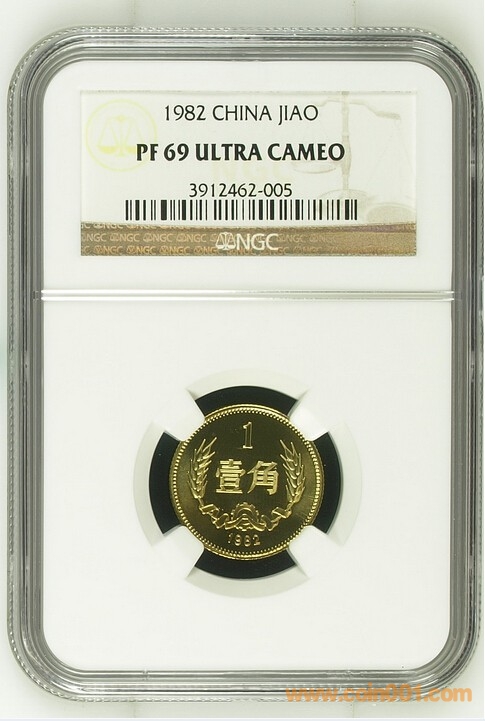 1982 CHINA JIAO
PF 69 ULTRA CAMEO
3912462-005
NGC
1
壹角
1982
www.coin001.com